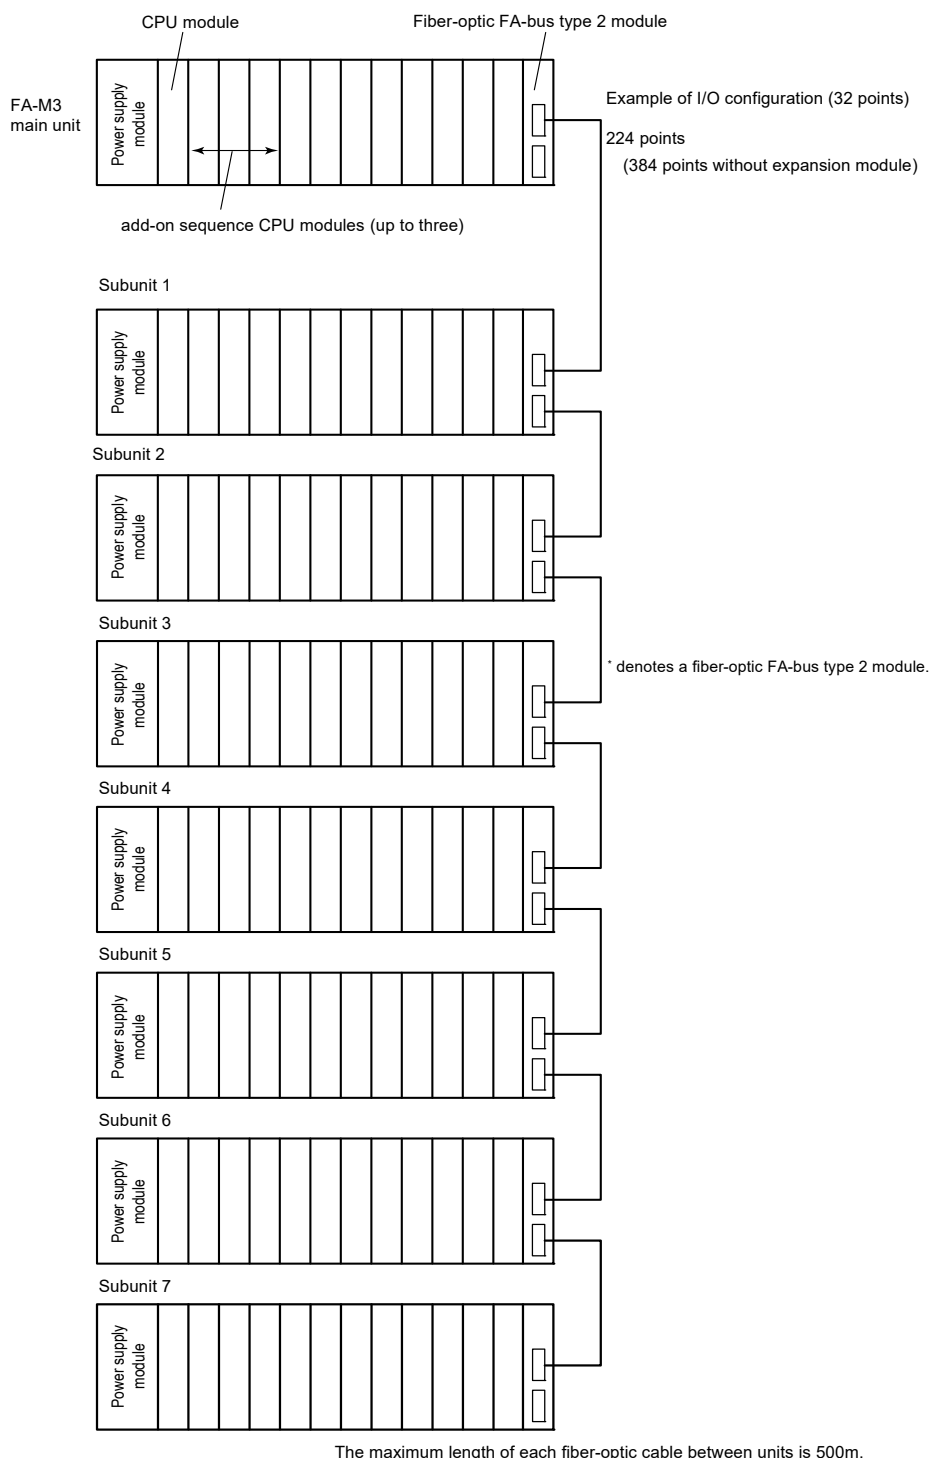 CPU module
Fiber-optic FA-bus type 2 module
FA-M3
main unit
Power supply
module
Example of I/O configuration (32 points)
224 points
(384 points without expansion module)
add-on sequence CPU modules (up to three)
Subunit 1
Power supply
module
Subunit 2
Power supply
module
Subunit 3
Power supply
module
* denotes a fiber-optic FA-bus type 2 module.
Subunit 4
Power supply
module
Subunit 5
Power supply
module
Subunit 6
Power supply
module
Subunit 7
Power supply
module
The maximum length of each fiber-optic cable between units is 500m.